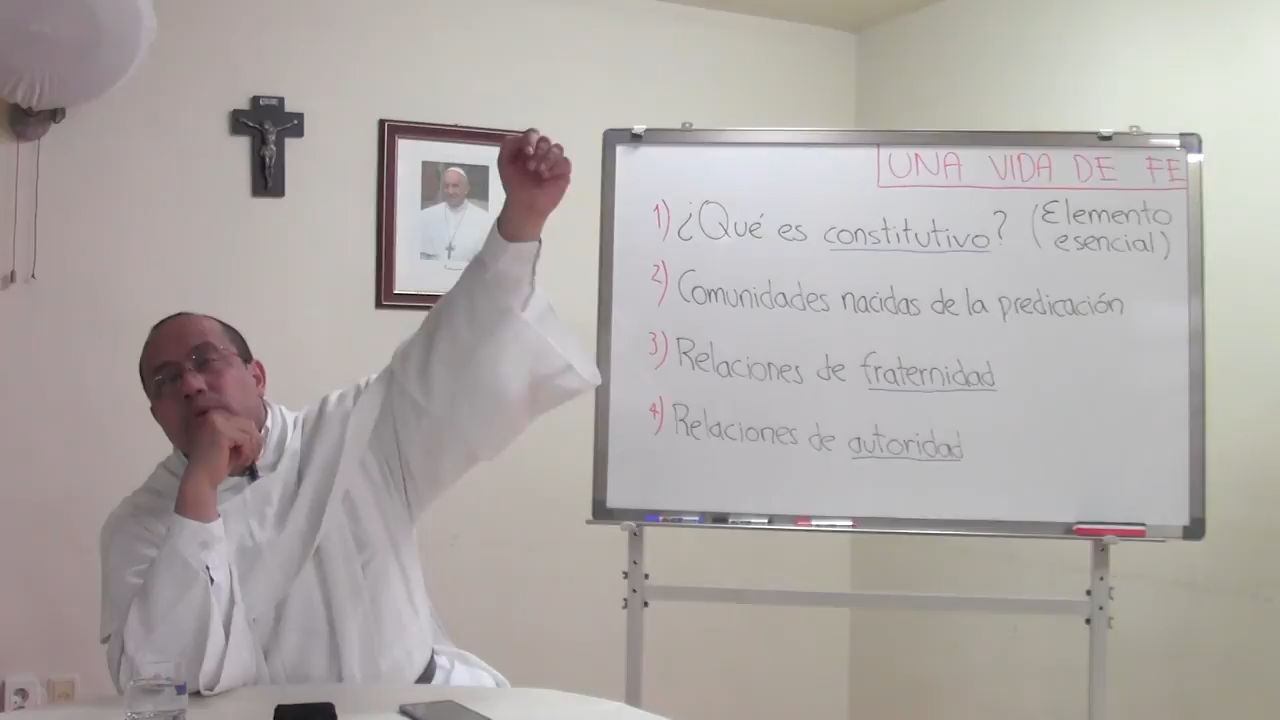 UNA VIDA DE FE
1) ¿Qué es constitutivo? (Elemento
esencial)
2) Comunidades nacidas de la predicación
3) Relaciones de fraternidad
4) Relaciones de autoridad